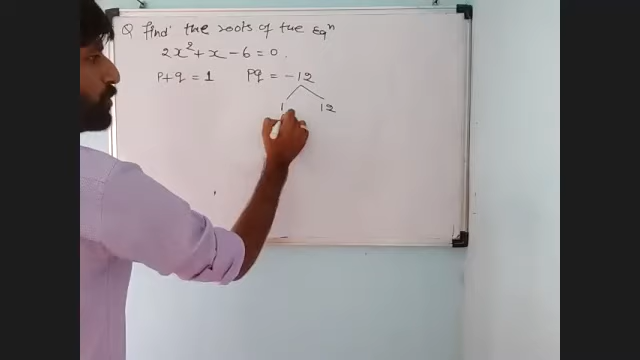 Q find the roots of the Eqⁿ
2x² + x - 6 = 0.
P+q = 1 Pq = -12
1 12